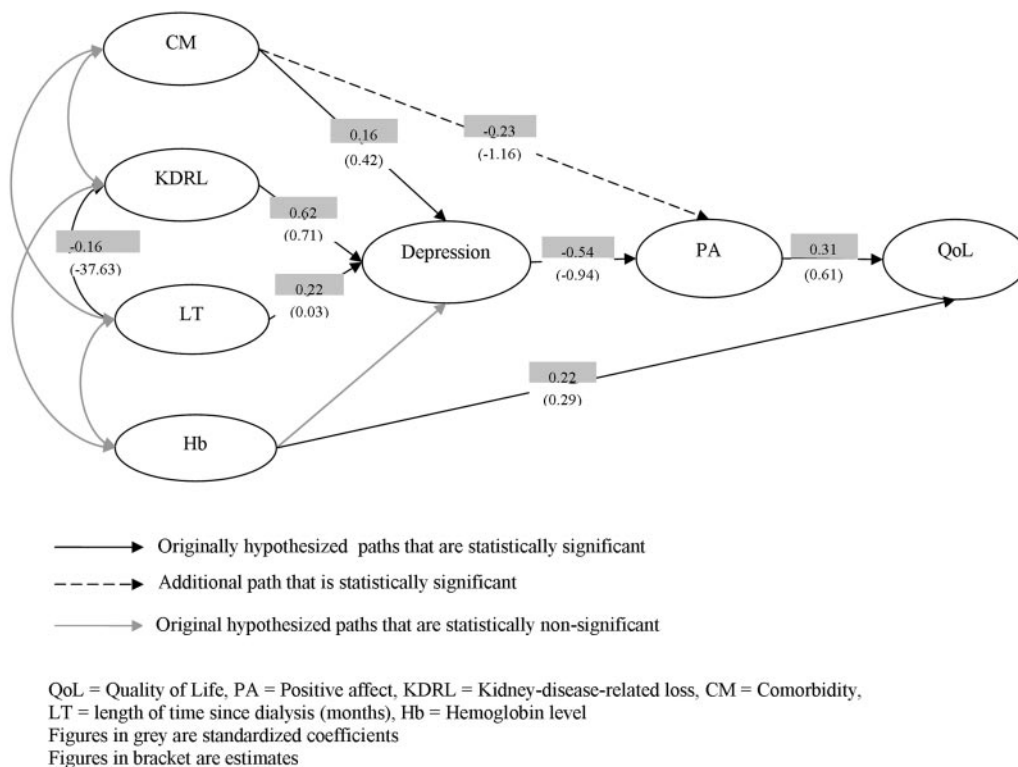 CM
0.16
(0.42)
-0.23
(-1.16)
KDRL
0.62
(0.71)
-0.16
(-37.63)
LT
0.22
(0.03)
Depression
-0.54
(-0.94)
PA
0.31
(0.61)
QoL
Hb
0.22
(0.29)
Originally hypothesized paths that are statistically significant
Additional path that is statistically significant
Original hypothesized paths that are statistically non-significant
QoL = Quality of Life, PA = Positive affect, KDRL = Kidney-disease-related loss, CM = Comorbidity,
LT = length of time since dialysis (months), Hb = Hemoglobin level
Figures in grey are standardized coefficients
Figures in bracket are estimates